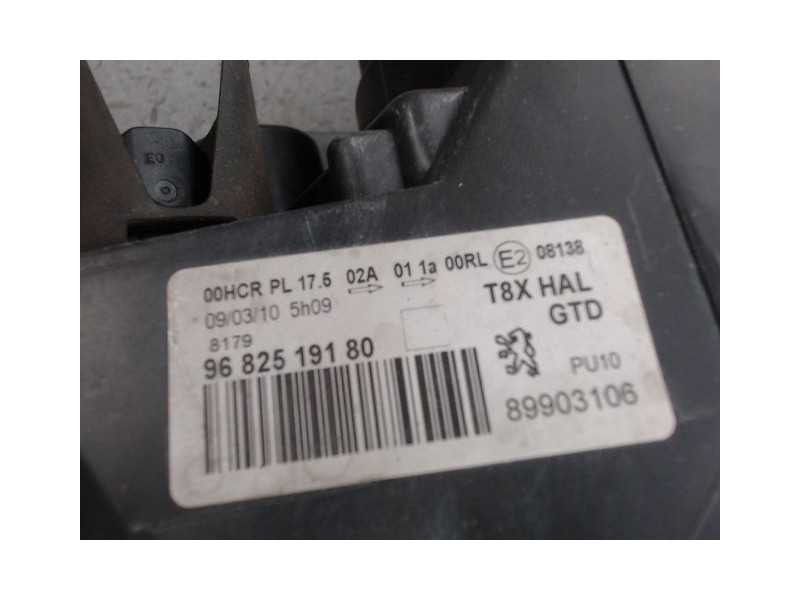 EQ
00HCR PL 17.5 02A 01 1a 00RL E2 08138
09/03/10 5h09 T8X HAL
8179 GTD
96 825 191 80 PU10
89903106